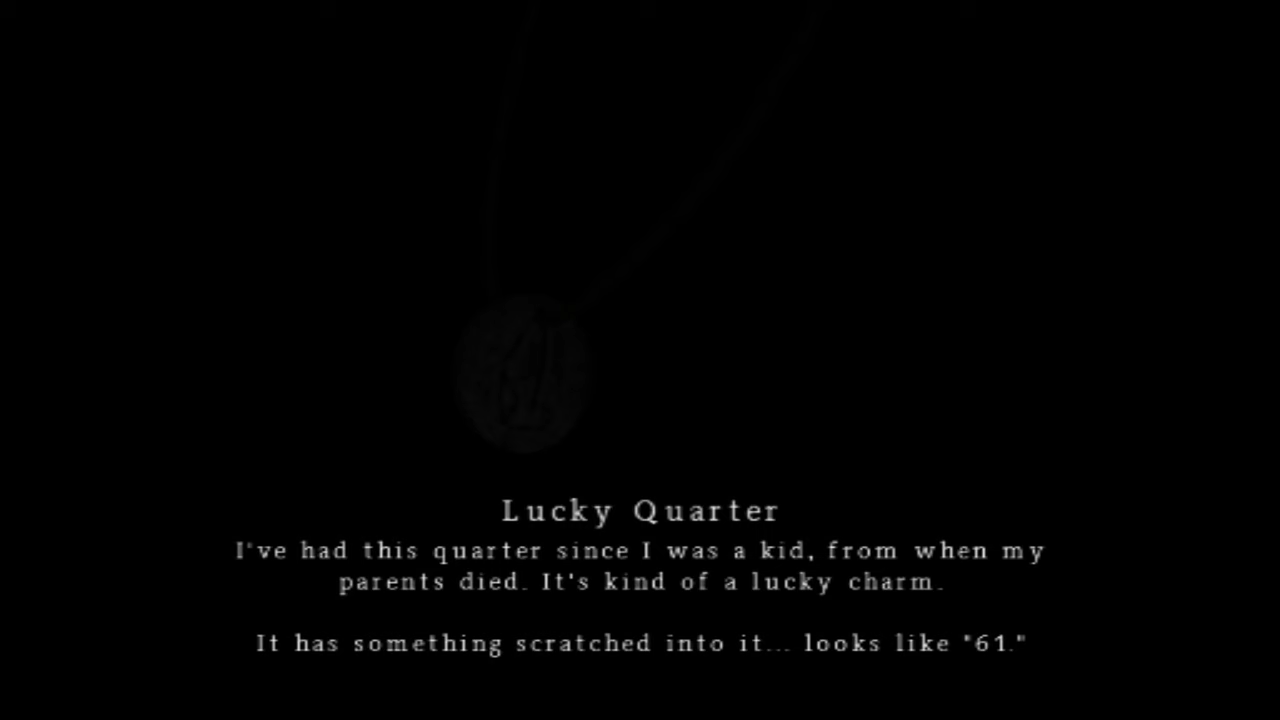 Lucky Quarter
I've had this quarter since I was a kid, from when my
parents died. It's kind of a lucky charm.
It has something scratched into it... looks like "61."